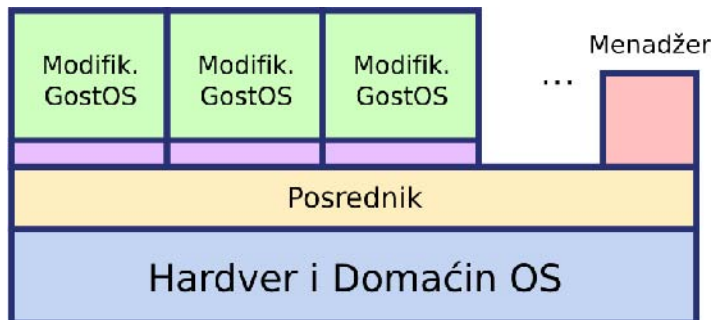 Modifik.
GostOS
Modifik.
GostOS
Modifik.
GostOS
...
Menadžer
Posrednik
Hardver i Domaćin OS